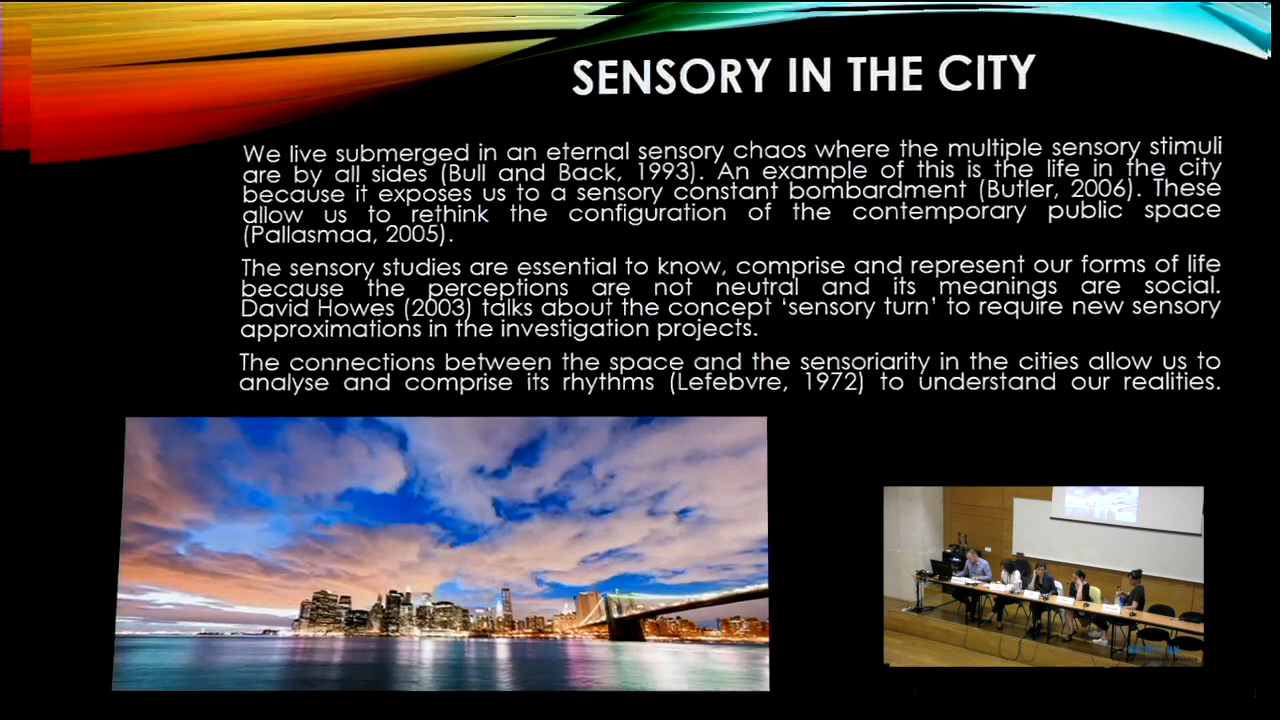 SENSORY IN THE CITY
We live submerged in an eternal sensory chaos where the multiple sensory stimuli
are by all sides (Bull and Back, 1993). An example of this is the life in the city
because it exposes us to a sensory constant bombardment (Butler, 2006). These
allow us to rethink the configuration of the contemporary public space
(Pallasmaa, 2005).
The sensory studies are essential to know, comprise and represent our forms of life
because the perceptions are not neutral and its meanings are social.
David Howes (2003) talks about the concept ‘sensory turn’ to require new sensory
approximations in the investigation projects.
The connections between the space and the sensoriarity in the cities allow us to
analyse and comprise its rhythms (Lefebvre, 1972) to understand our realities.